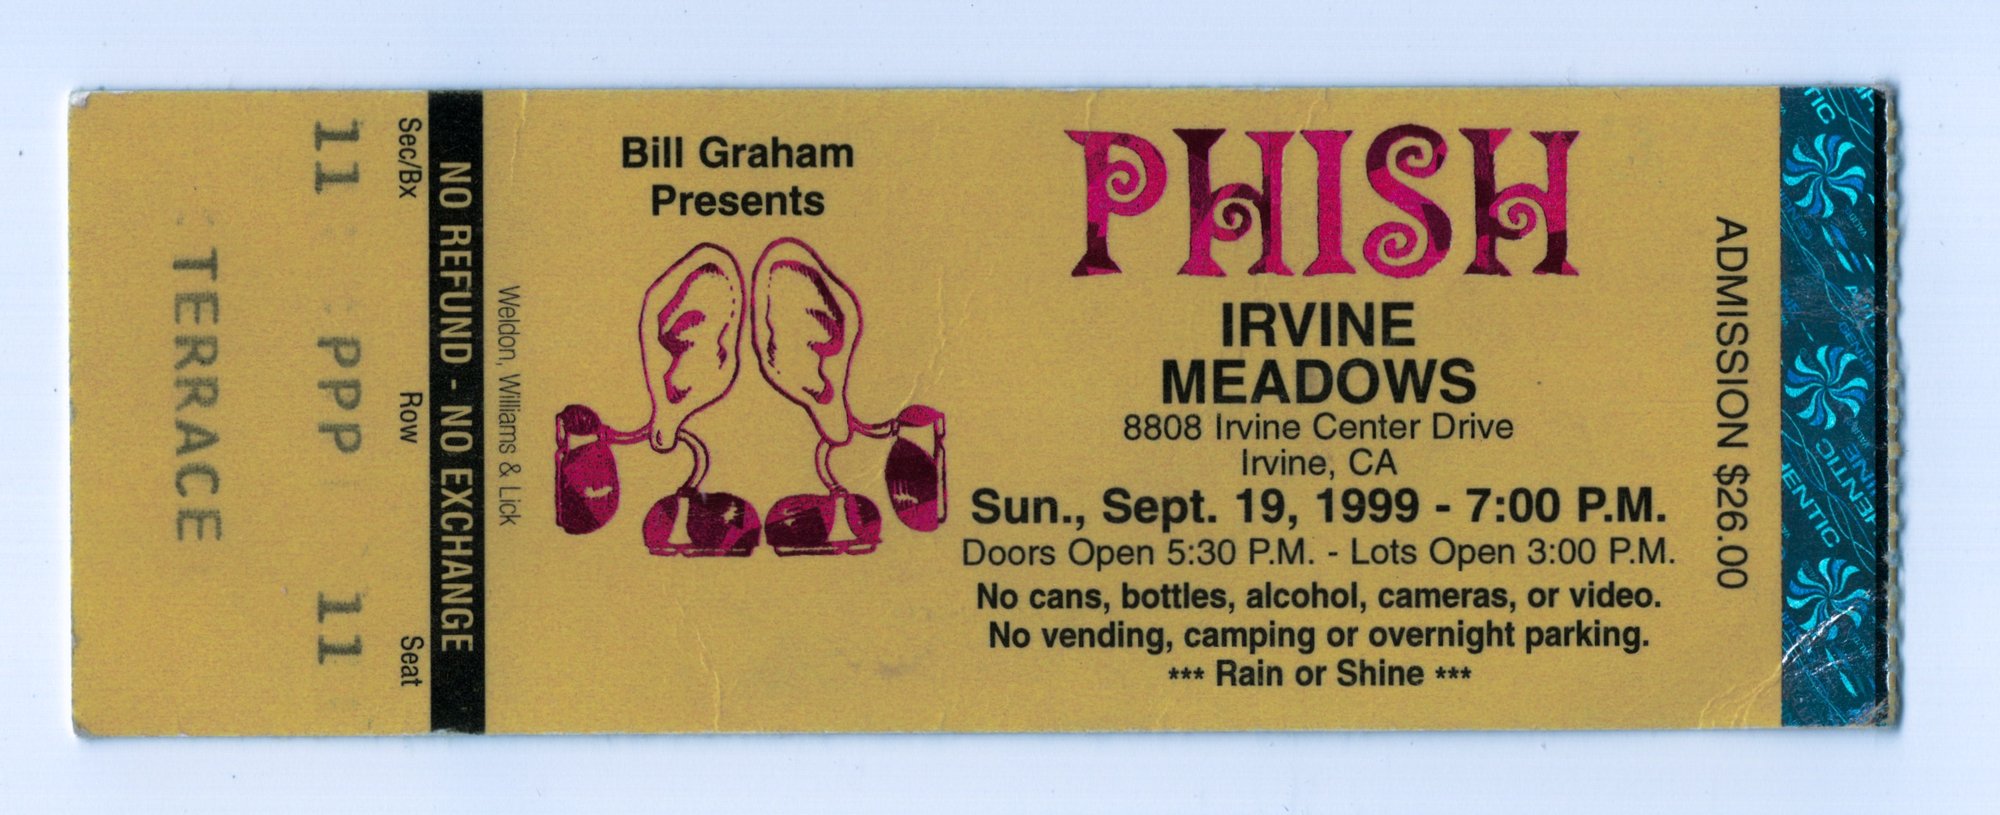 Sec/Bx
Row
Seat
11
PPP
11
TERRACE
NO REFUND - NO EXCHANGE
Weldon, Williams & Lick
Bill Graham
Presents
PHISH
IRVINE
MEADOWS
8808 Irvine Center Drive
Irvine, CA
Sun., Sept. 19, 1999 - 7:00 P.M.
Doors Open 5:30 P.M. - Lots Open 3:00 P.M.
No cans, bottles, alcohol, cameras, or video.
No vending, camping or overnight parking.
*** Rain or Shine ***
ADMISSION $26.00